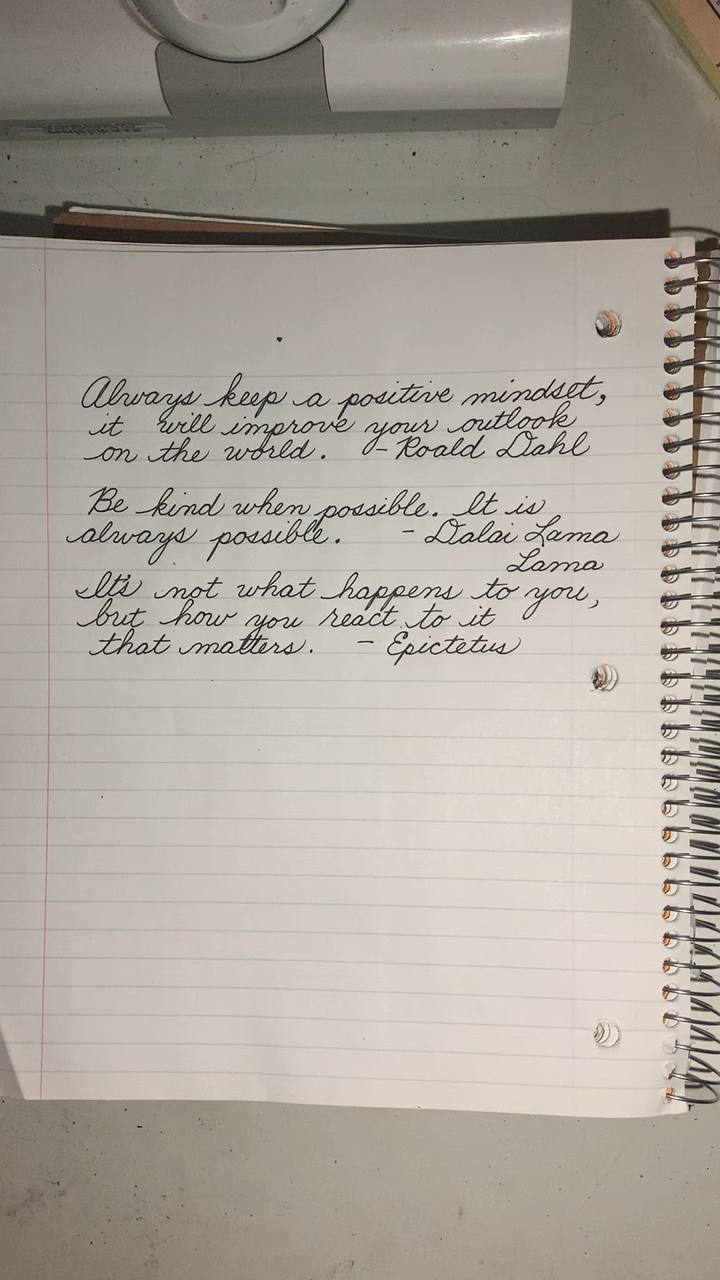 Always keep a positive mindset,
it will improve your outlook
on the world. - Roald Dahl
Be kind when possible. It is
always possible. - Dalai Lama
Lama
It's not what happens to you,
but how you react to it
that matters. - Epictetus